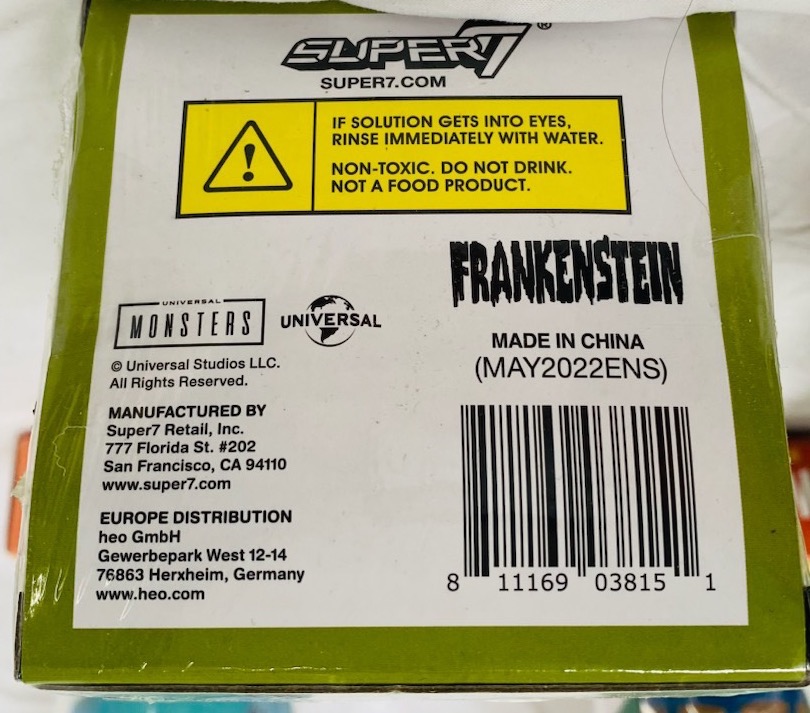 SUPER7®
SUPER7.COM
IF SOLUTION GETS INTO EYES,
RINSE IMMEDIATELY WITH WATER.
NON-TOXIC. DO NOT DRINK.
NOT A FOOD PRODUCT.
FRANKENSTEIN
UNIVERSAL
MONSTERS
UNIVERSAL
MADE IN CHINA
(MAY2022ENS)
© Universal Studios LLC.
All Rights Reserved.
MANUFACTURED BY
Super7 Retail, Inc.
777 Florida St. #202
San Francisco, CA 94110
www.super7.com
EUROPE DISTRIBUTION
heo GmbH
Gewerbepark West 12-14
76863 Herxheim, Germany
www.heo.com
8 11169 03815 1